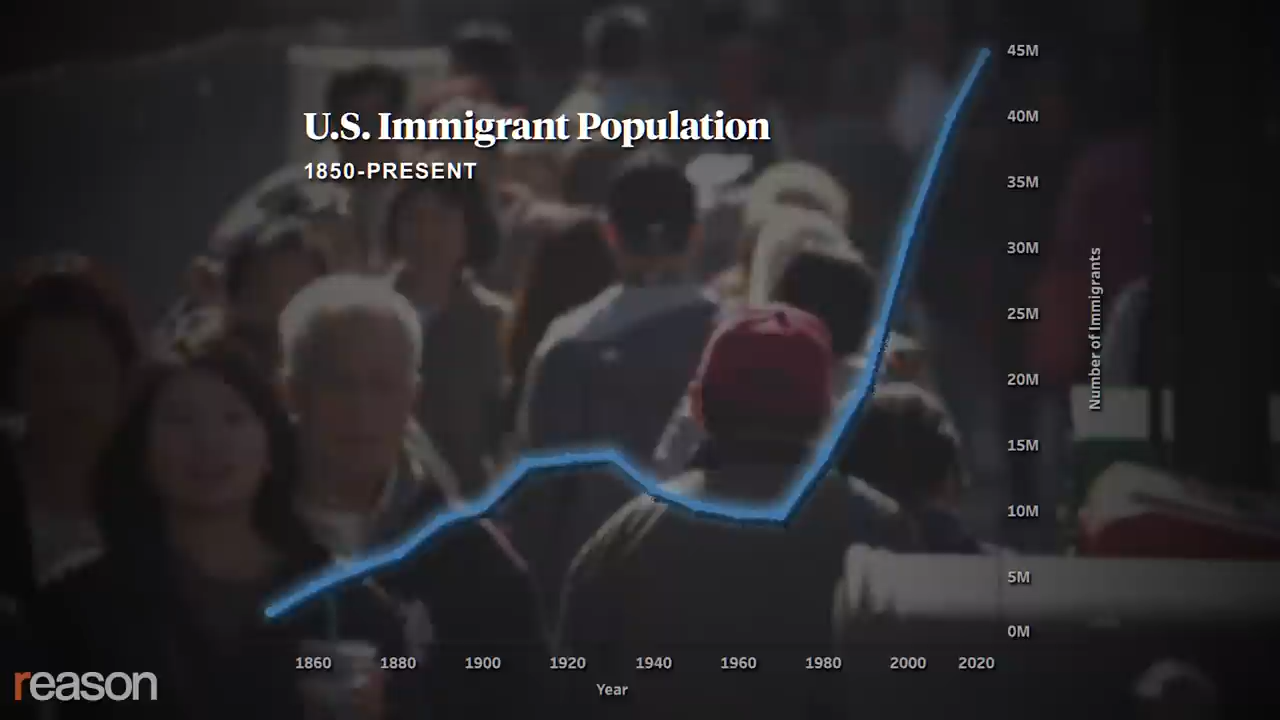 U.S. Immigrant Population
1850-PRESENT
45M
40M
35M
30M
25M
20M
15M
10M
5M
0M
Number of Immigrants
1860 1880 1900 1920 1940 1960 1980 2000 2020
Year
reason